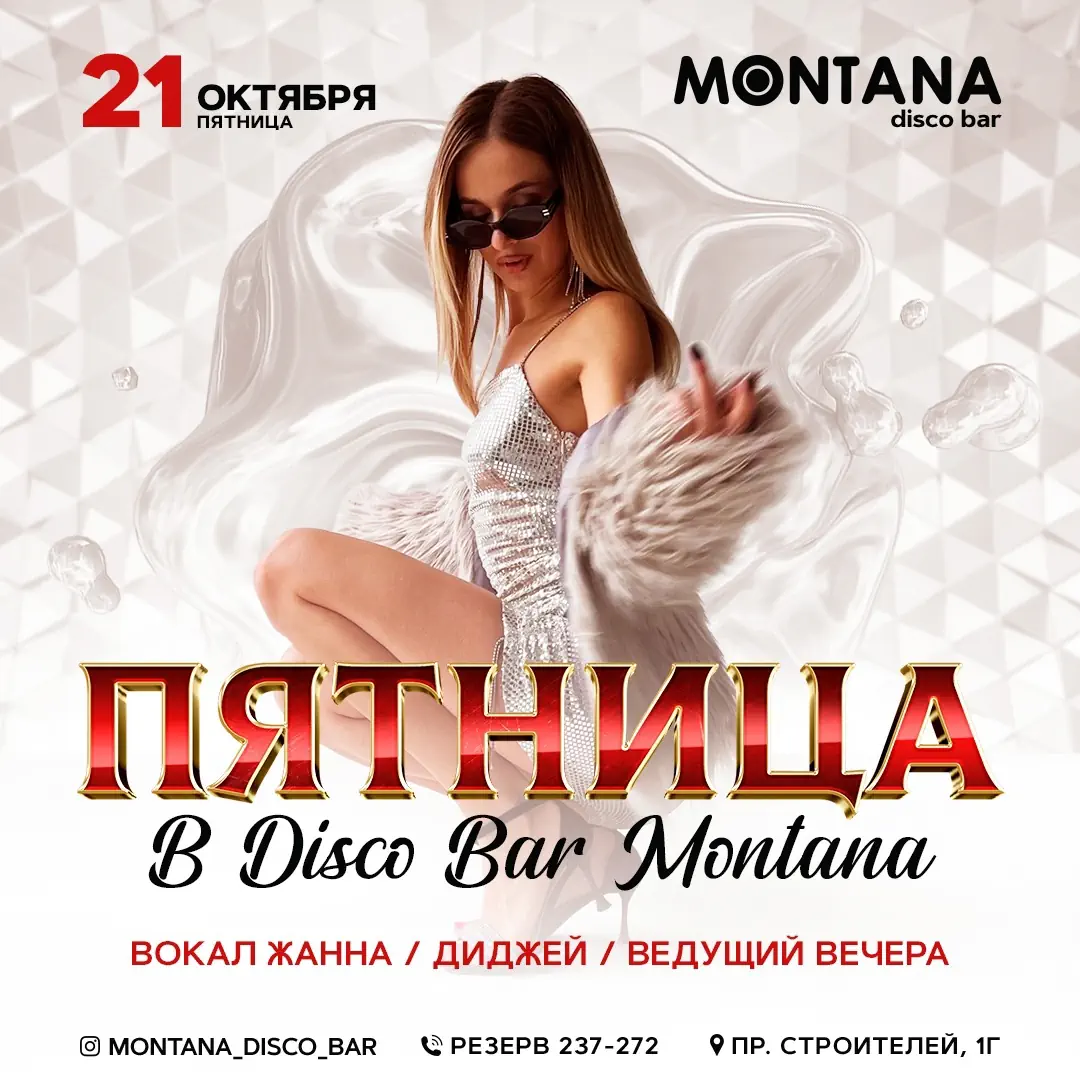 21 ОКТЯБРЯ
ПЯТНИЦА
MONTANA
disco bar
ПЯТНИЦА
В Disco Bar Montana
ВОКАЛ ЖАННА / ДИДЖЕЙ / ВЕДУЩИЙ ВЕЧЕРА
MONTANA_DISCO_BAR
РЕЗЕРВ 237-272
ПР. СТРОИТЕЛЕЙ, 1Г